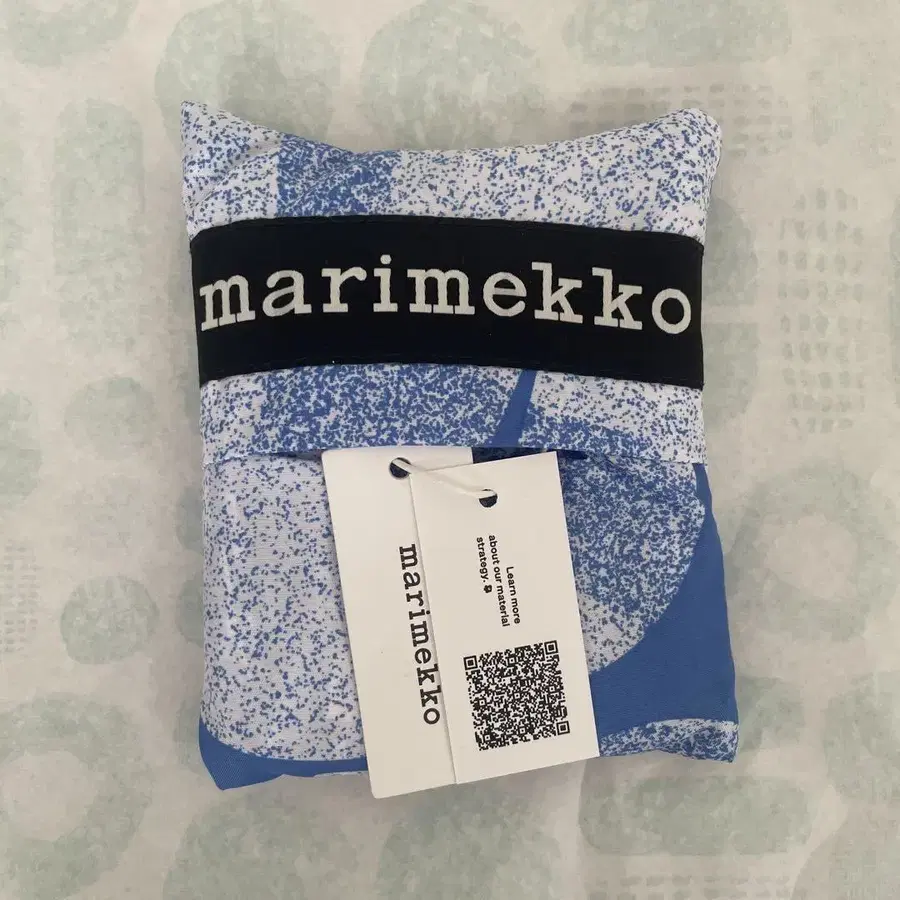 marimekko
marimekko
Learn more
about our material
strategy.